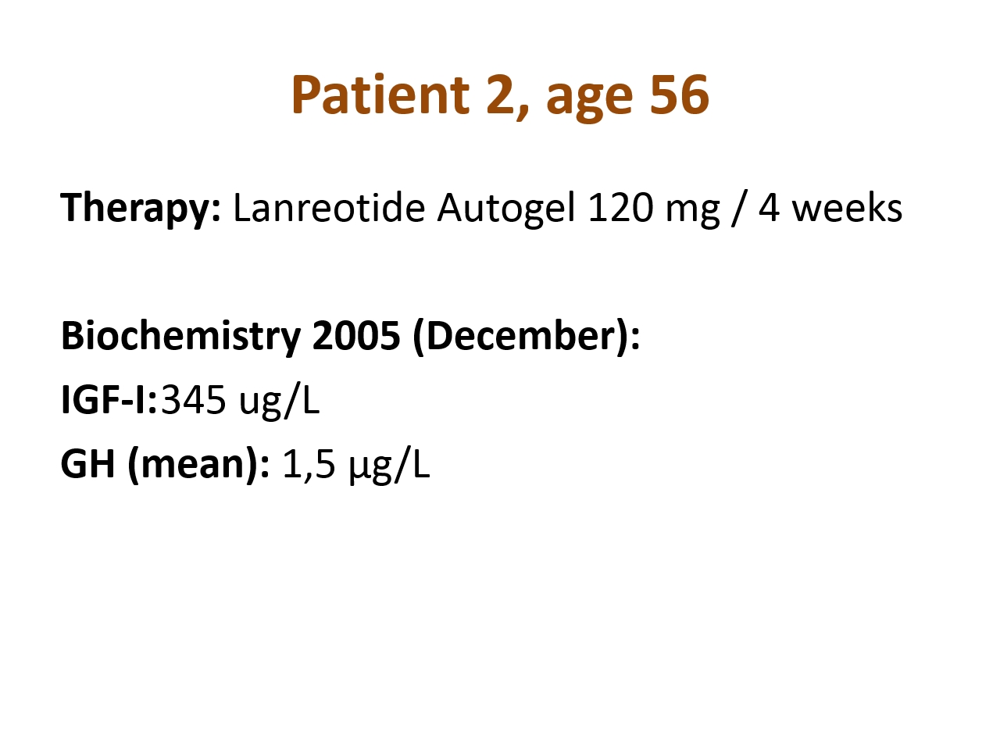 Patient 2, age 56
Therapy: Lanreotide Autogel 120 mg / 4 weeks
Biochemistry 2005 (December):
IGF-I: 345 ug/L
GH (mean): 1,5 µg/L